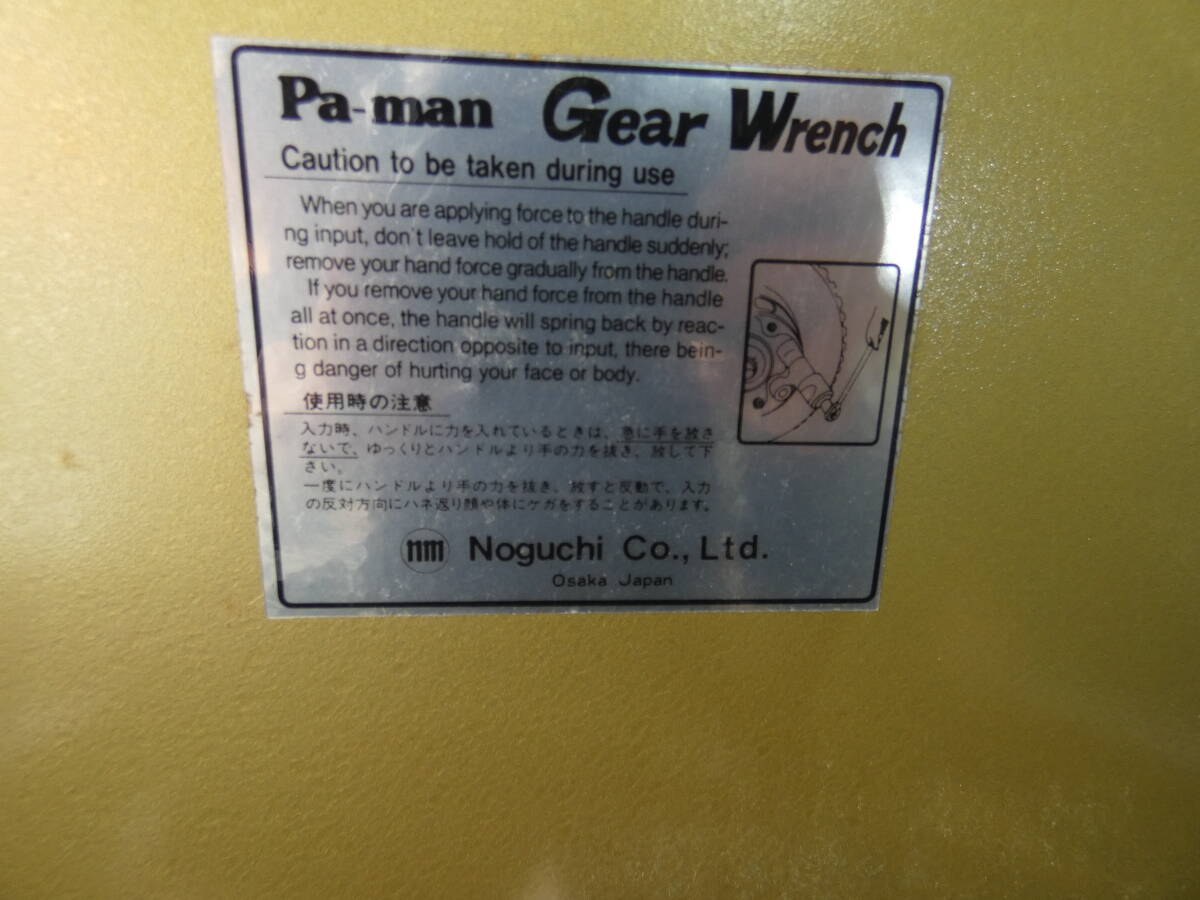 Pa-man Gear Wrench
Caution to be taken during use
When you are applying force to the handle duri-
ng input, don't leave hold of the handle suddenly;
remove your hand force gradually from the handle.
If you remove your hand force from the handle
all at once, the handle will spring back by reac-
tion in a direction opposite to input, there bein-
g danger of hurting your face or body.
使用時の注意
入力時、ハンドルに力を入れているときは、急に手を放さ
ないで、ゆっくりとハンドルより手の力を抜き、放して下
さい。
一度にハンドルより手の力を抜き、放すと反動で、入力
の反対方向にハネ返り顔や体にケガをすることがあります。
nm Noguchi Co., Ltd.
Osaka Japan